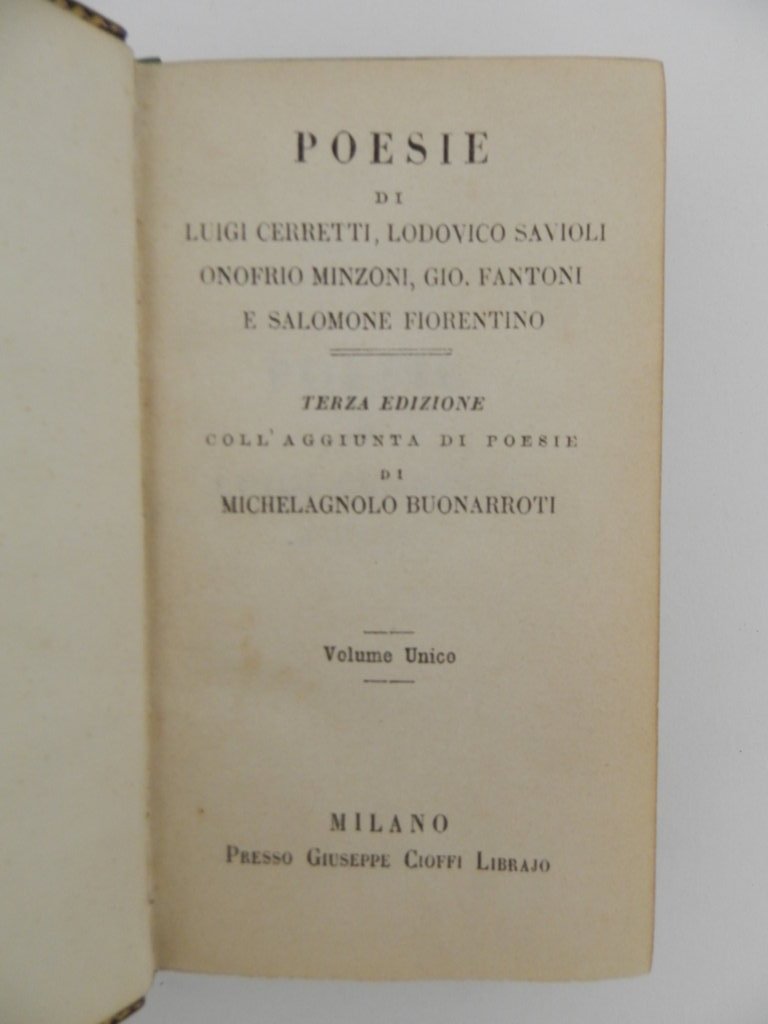 POESIE
DI
LUIGI CERRETTI, LODOVICO SAVIOLI
ONOFRIO MINZONI, GIO. FANTONI
E SALOMONE FIORENTINO
TERZA EDIZIONE
COLL'AGGIUNTA DI POESIE
DI
MICHELAGNOLO BUONARROTI
Volume Unico
MILANO
PRESSO GIUSEPPE CIOFFI LIBRAJO